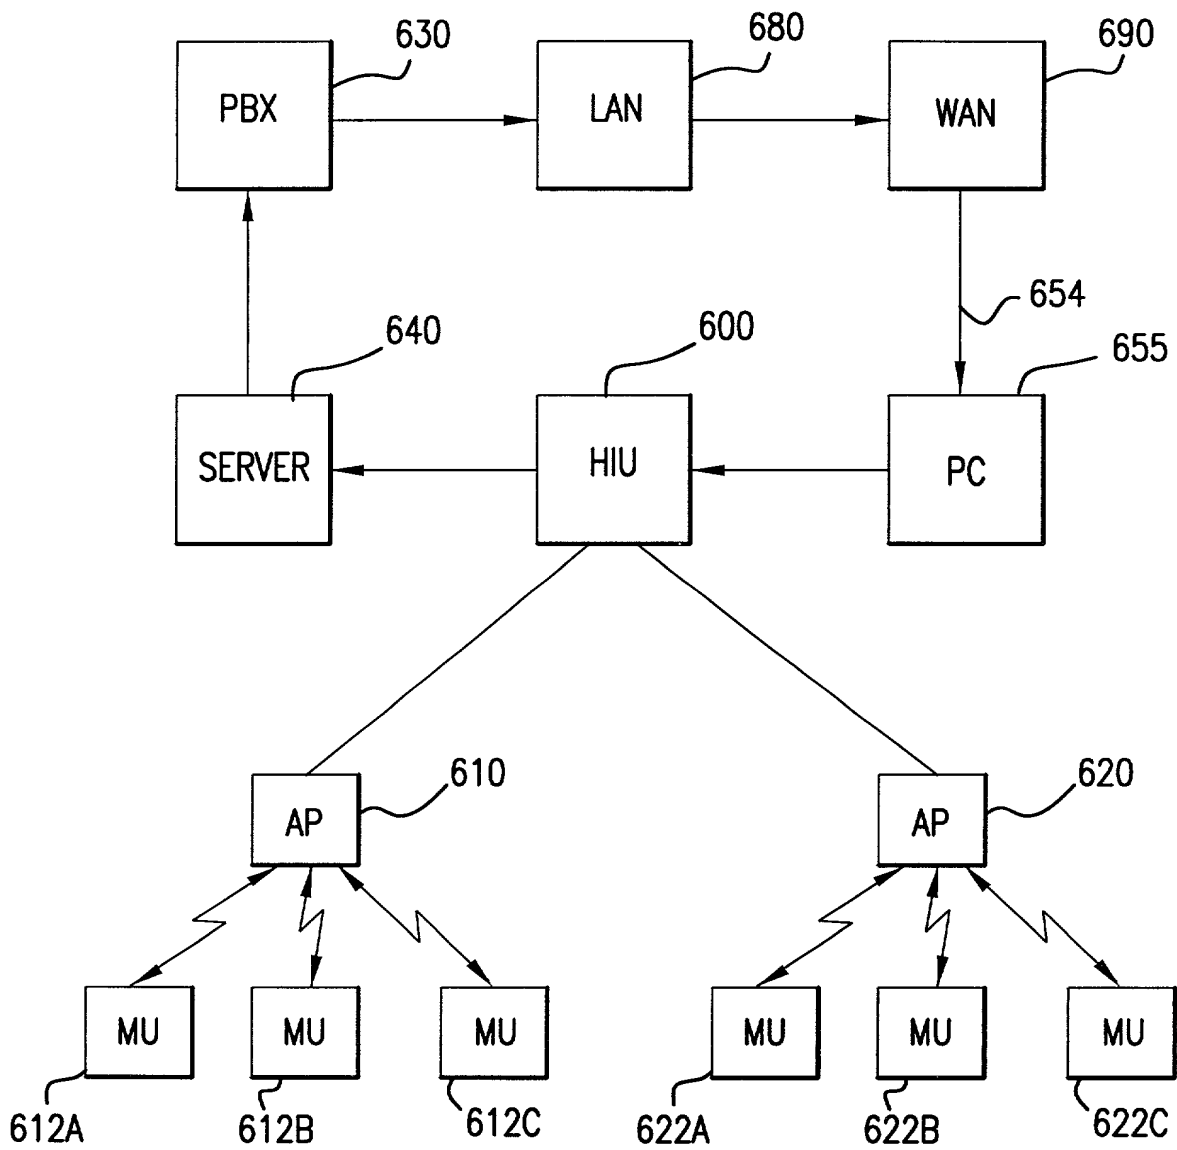 630
680
690
PBX
LAN
WAN
654
640
600
655
SERVER
HIU
PC
610
620
AP
AP
MU
MU
MU
MU
MU
MU
612A
612B
612C
622A
622B
622C